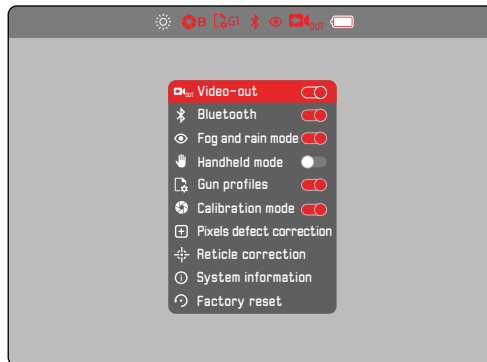 B G1 OUT
OUT Video-out
Bluetooth
Fog and rain mode
Handheld mode
Gun profiles
Calibration mode
Pixels defect correction
Reticle correction
System information
Factory reset